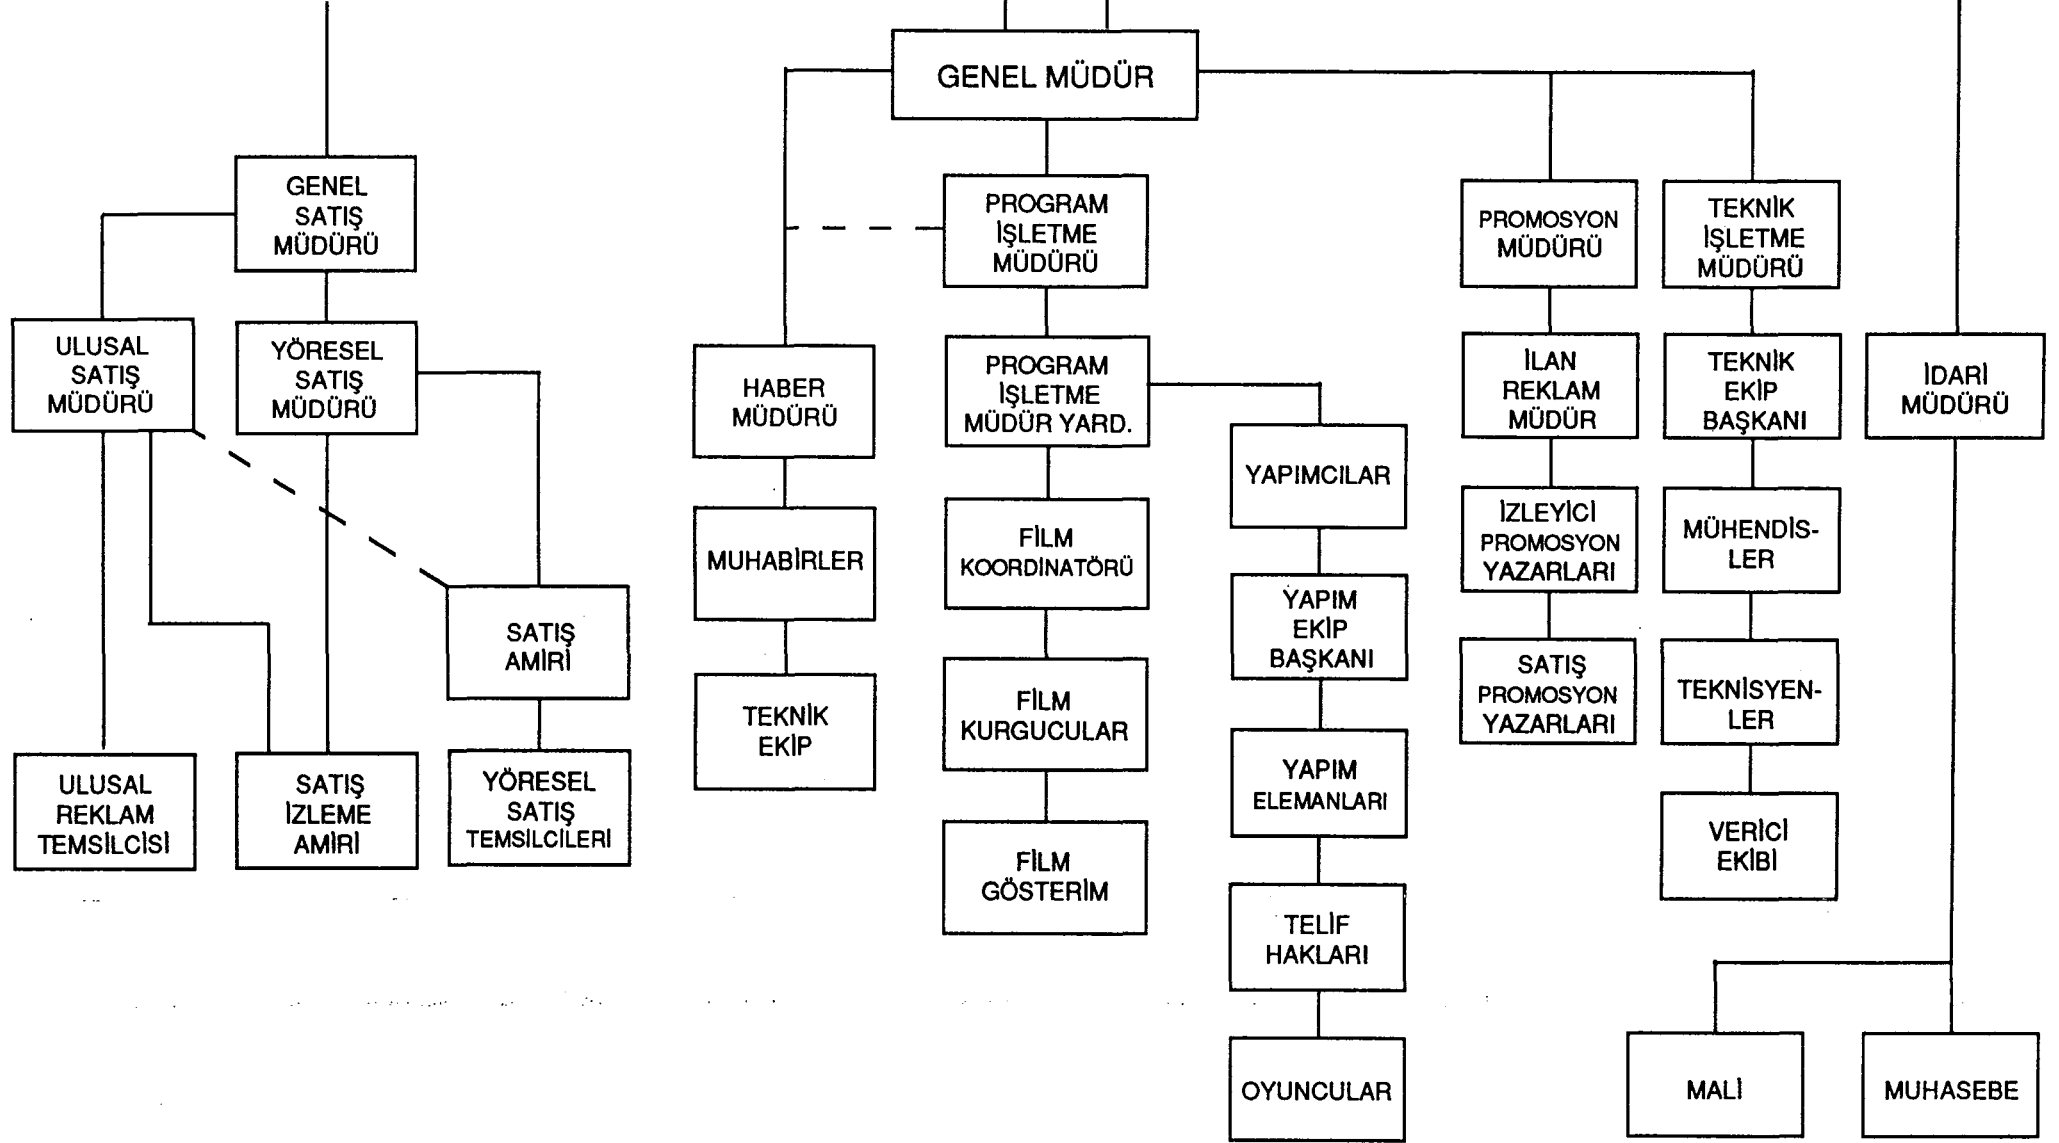 GENEL MÜDÜR
GENEL
SATIŞ
MÜDÜRÜ
ULUSAL
SATIŞ
MÜDÜRÜ
YÖRESEL
SATIŞ
MÜDÜRÜ
SATIŞ
AMİRİ
ULUSAL
REKLAM
TEMSİLCİSİ
SATIŞ
İZLEME
AMİRİ
YÖRESEL
SATIŞ
TEMSİLCİLERİ
HABER
MÜDÜRÜ
MUHABİRLER
TEKNİK
EKİP
PROGRAM
İŞLETME
MÜDÜRÜ
PROGRAM
İŞLETME
MÜDÜR YARD.
FİLM
KOORDİNATÖRÜ
FİLM
KURGUCULAR
FİLM
GÖSTERİM
YAPIMCILAR
YAPIM
EKİP
BAŞKANI
YAPIM
ELEMANLARI
TELİF
HAKLARI
OYUNCULAR
PROMOSYON
MÜDÜRÜ
İLAN
REKLAM
MÜDÜR
İZLEYİCİ
PROMOSYON
YAZARLARI
SATIŞ
PROMOSYON
YAZARLARI
TEKNİK
İŞLETME
MÜDÜRÜ
TEKNİK
EKİP
BAŞKANI
MÜHENDİS-
LER
TEKNİSYEN-
LER
VERİCİ
EKİBİ
İDARİ
MÜDÜRÜ
MALİ
MUHASEBE